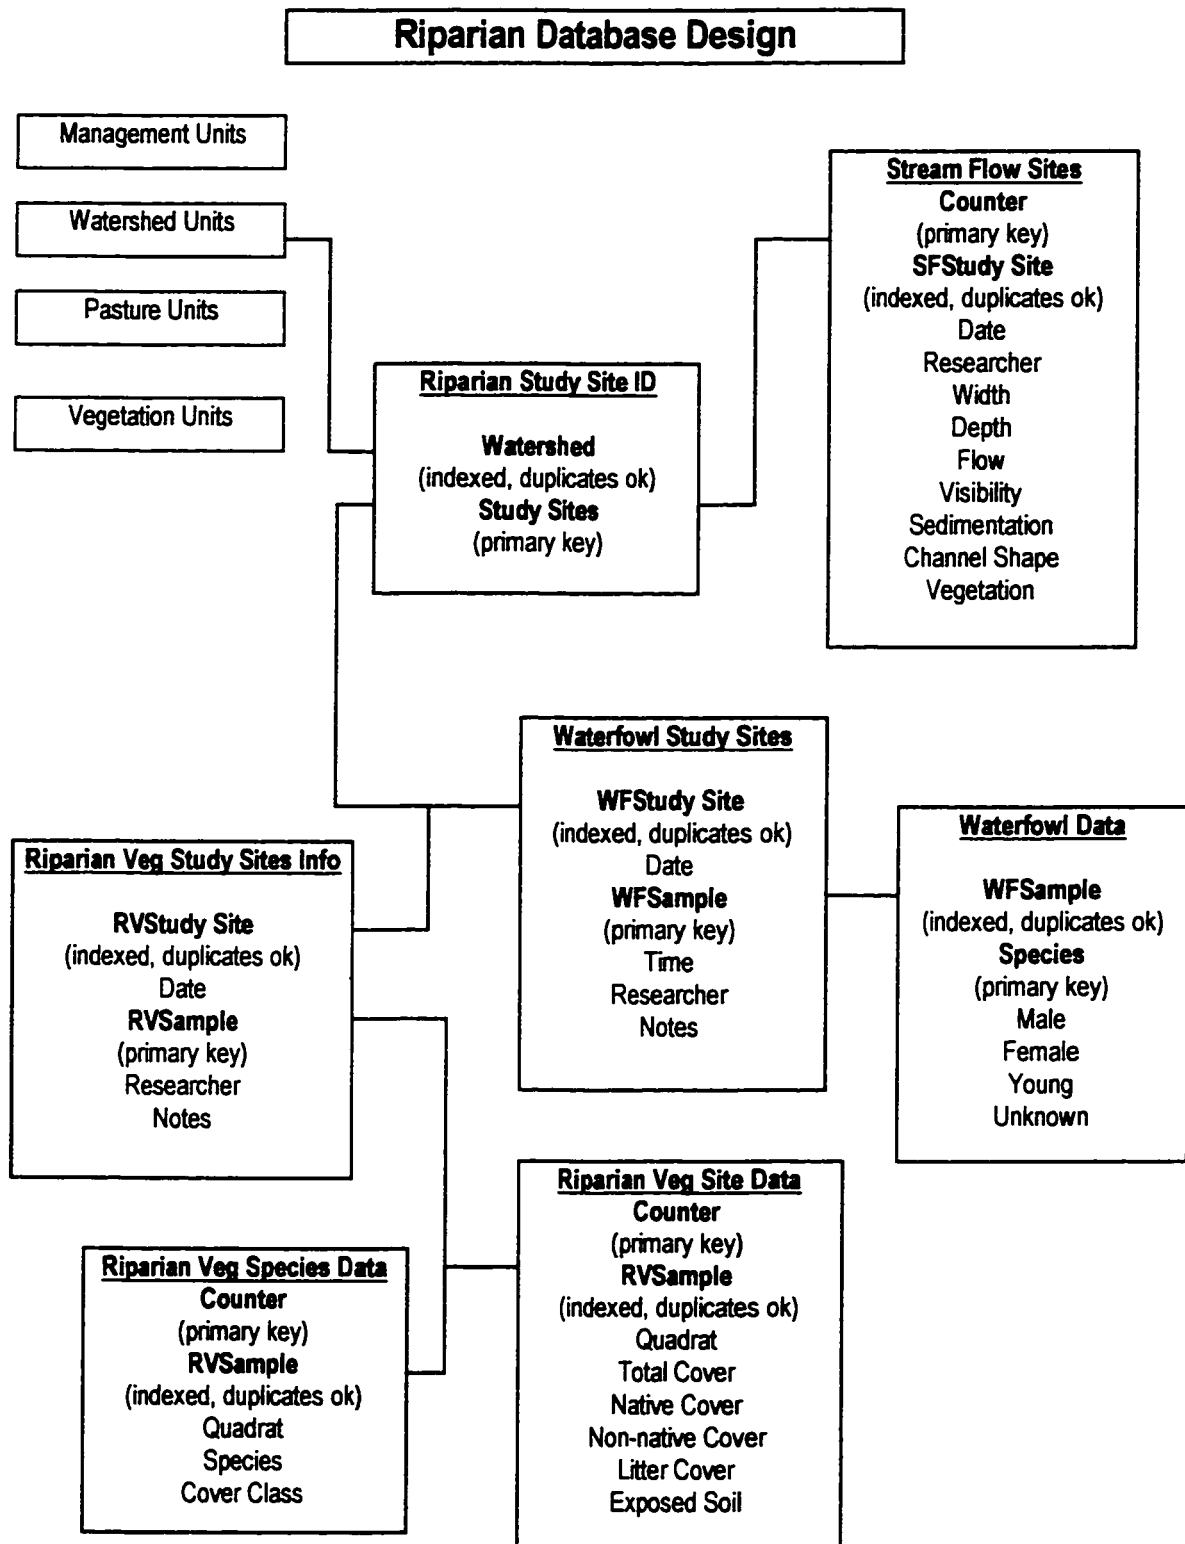 Riparian Database Design
Management Units
Watershed Units
Pasture Units
Vegetation Units
Stream Flow Sites
Counter
(primary key)
SFStudy Site
(indexed, duplicates ok)
Date
Researcher
Width
Depth
Flow
Visibility
Sedimentation
Channel Shape
Vegetation
Riparian Study Site ID
Watershed
(indexed, duplicates ok)
Study Sites
(primary key)
Waterfowl Study Sites
WFStudy Site
(indexed, duplicates ok)
Date
WFSample
(primary key)
Time
Researcher
Notes
Waterfowl Data
WFSample
(indexed, duplicates ok)
Species
(primary key)
Male
Female
Young
Unknown
Riparian Veg Study Sites Info
RVStudy Site
(indexed, duplicates ok)
Date
RVSample
(primary key)
Researcher
Notes
Riparian Veg Site Data
Counter
(primary key)
RVSample
(indexed, duplicates ok)
Quadrat
Total Cover
Native Cover
Non-native Cover
Litter Cover
Exposed Soil
Riparian Veg Species Data
Counter
(primary key)
RVSample
(indexed, duplicates ok)
Quadrat
Species
Cover Class